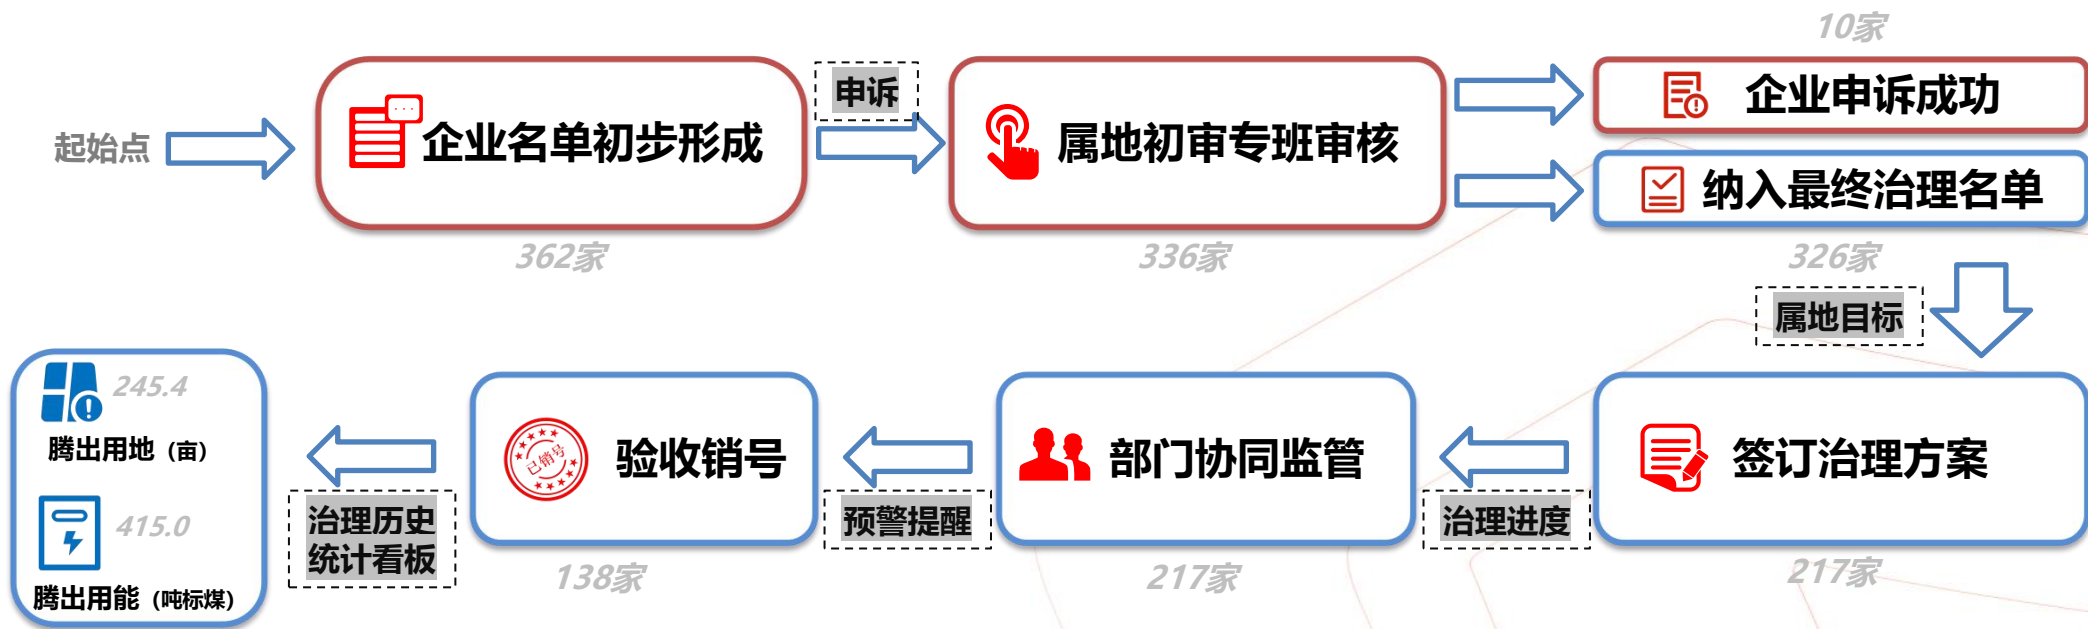 10家
起始点
企业名单初步形成
362家
申诉
属地初审专班审核
336家
企业申诉成功
纳入最终治理名单
326家
属地目标
签订治理方案
217家
治理进度
部门协同监管
217家
预警提醒
已销号
验收销号
138家
治理历史
统计看板
245.4
腾出用地（亩）
415.0
腾出用能（吨标煤）